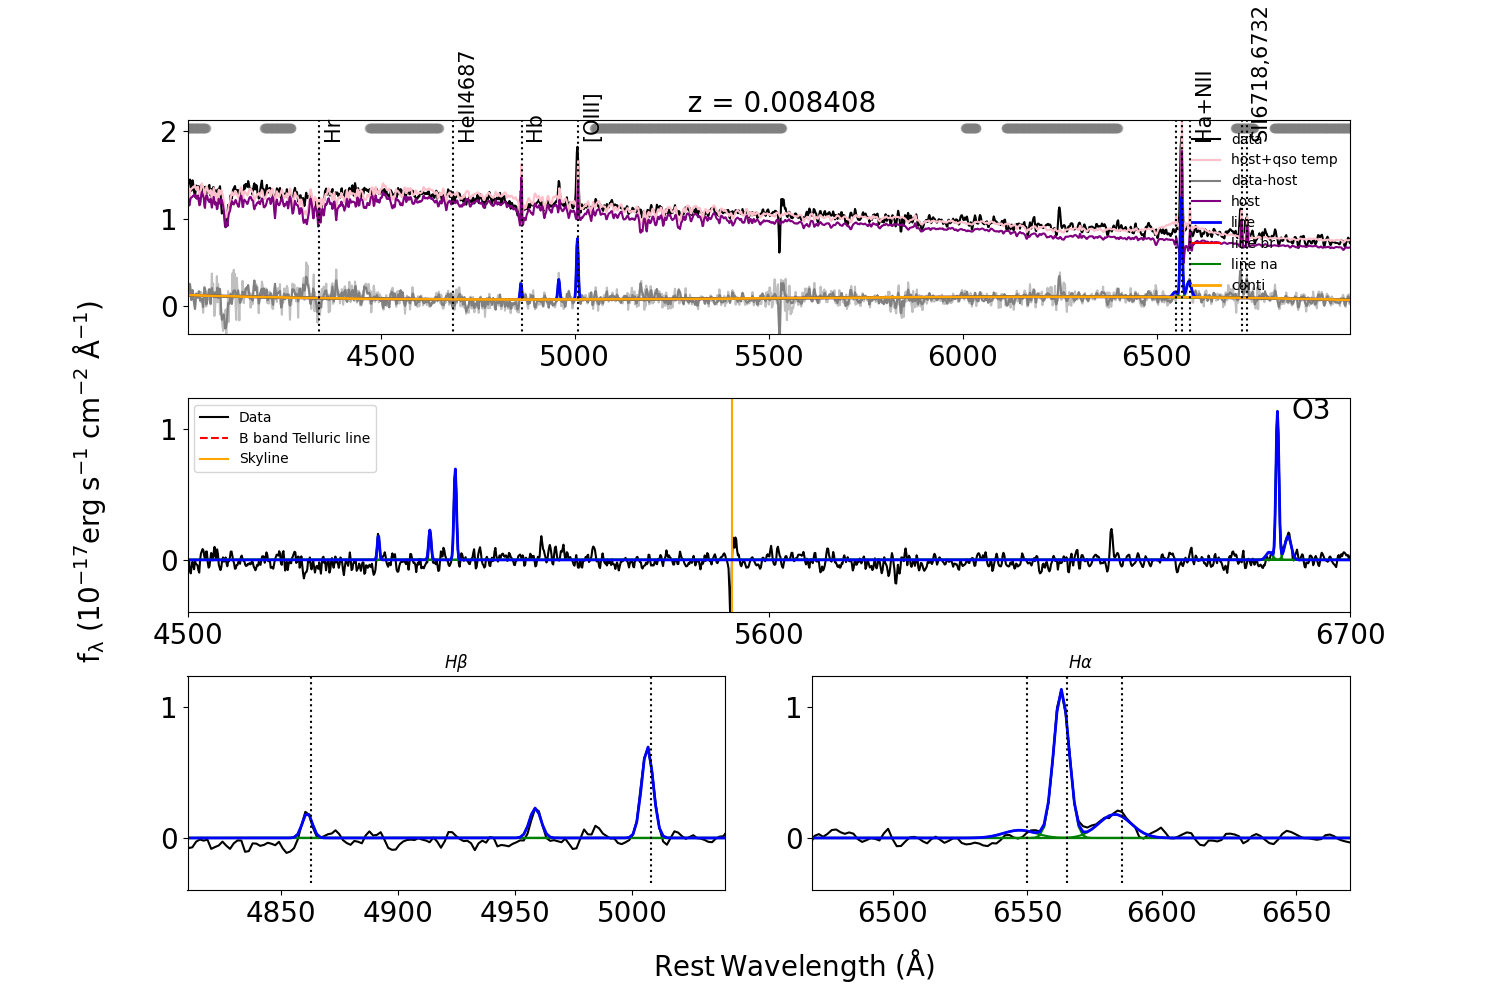 z = 0.008408
Hr
HeII4687
Hb
[OIII]
Ha+NII
SII6718,6732
data
host+qso temp
data-host
host
line
line br
line na
conti
2
1
0
4500
5000
5500
6000
6500
fλ (10⁻¹⁷erg s⁻¹ cm⁻² Å⁻¹)
Data
B band Telluric line
Skyline
O3
1
0
4500
5600
6700
Hβ
1
0
4850
4900
4950
5000
Hα
1
0
6500
6550
6600
6650
Rest Wavelength (Å)